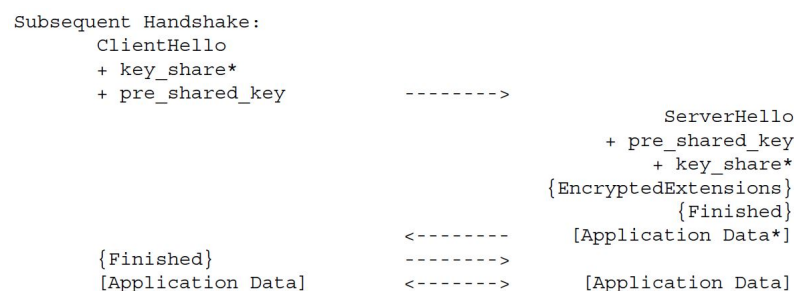 Subsequent Handshake:
ClientHello
+ key_share*
+ pre_shared_key -------->
ServerHello
+ pre_shared_key
+ key_share*
{EncryptedExtensions}
{Finished}
<-------- [Application Data*]
{Finished} -------->
[Application Data] <-------> [Application Data]